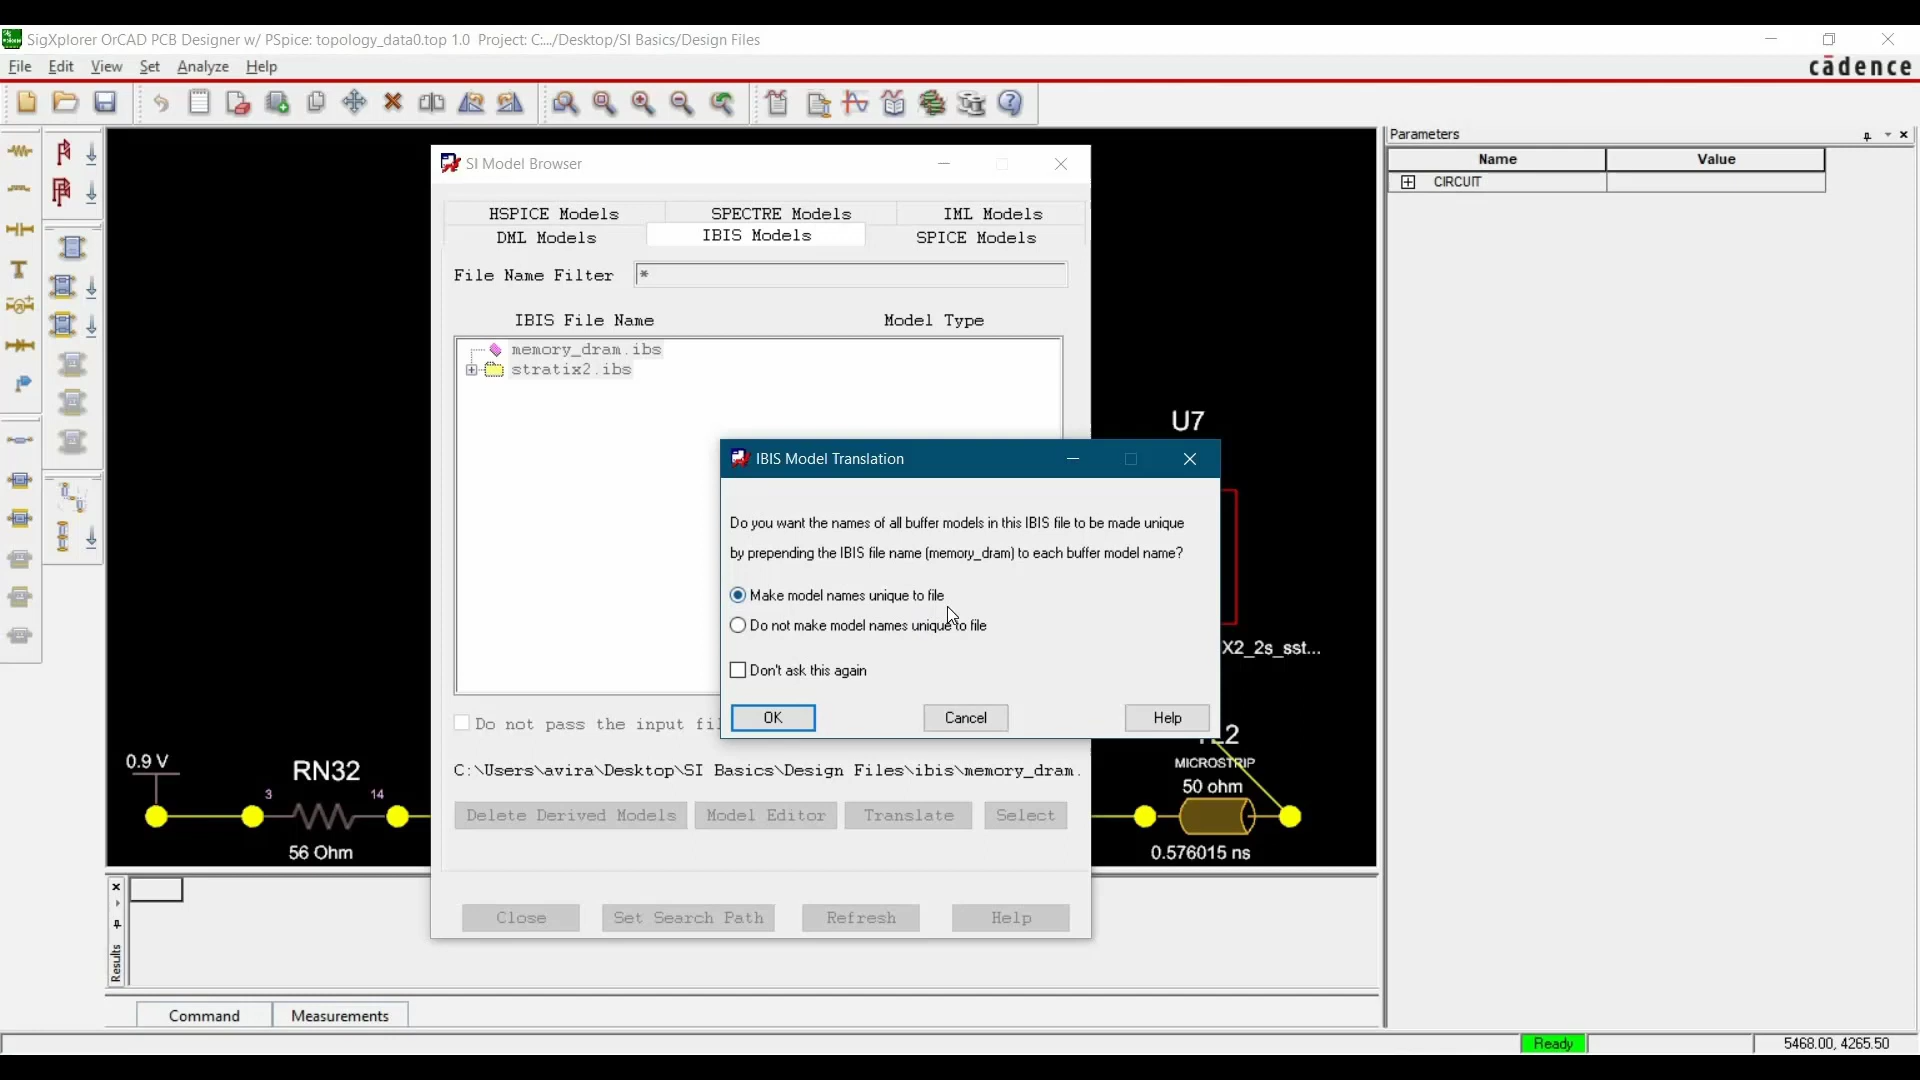 SigXplorer OrCAD PCB Designer w/ PSpice: topology_data0.top 1.0 Project: C:.../Desktop/SI Basics/Design Files
File Edit View Set Analyze Help
cādence
Parameters
Name Value
CIRCUIT
SI Model Browser
HSPICE Models SPECTRE Models IML Models
DML Models IBIS Models SPICE Models
File Name Filter *
IBIS File Name Model Type
memory_dram.ibs
stratix2.ibs
U7
IBIS Model Translation
Do you want the names of all buffer models in this IBIS file to be made unique
by prepending the IBIS file name (memory_dram) to each buffer model name?
Make model names unique to file
Do not make model names unique to file
X2_2s_sst...
Don't ask this again
OK Cancel Help
Do not pass the input fi
0.9 V
RN32
3 14
56 Ohm
MICROSTRIP
50 ohm
0.576015 ns
C:\Users\avira\Desktop\SI Basics\Design Files\ibis\memory_dram.
Delete Derived Models Model Editor Translate Select
Close Set Search Path Refresh Help
Results
Command Measurements
Ready 5468.00, 4265.50